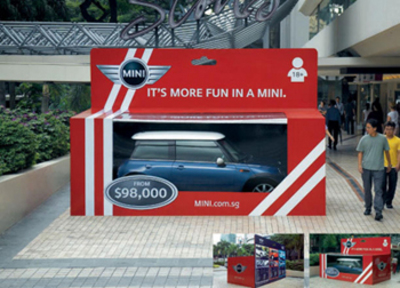 MINI
18+
IT'S MORE FUN IN A MINI.
FROM
$98,000
MINI.com.sg